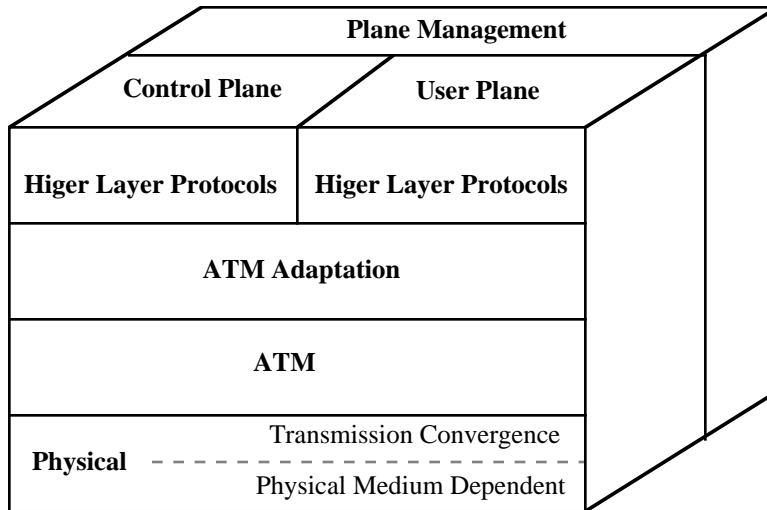 Plane Management
Control Plane
User Plane
Higer Layer Protocols
Higer Layer Protocols
ATM Adaptation
ATM
Transmission Convergence
Physical
Physical Medium Dependent